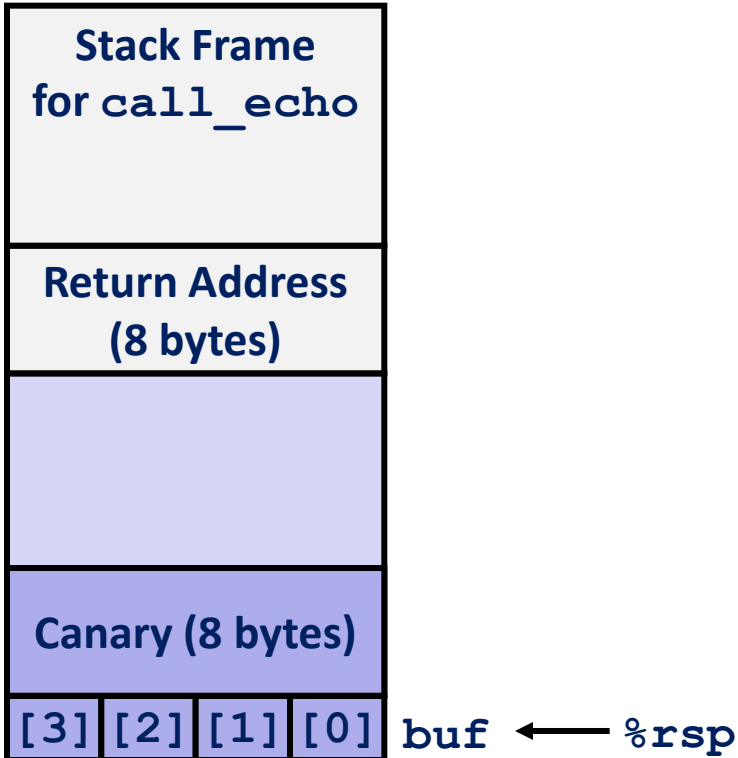 Stack Frame
for call_echo
Return Address
(8 bytes)
Canary (8 bytes)
[3] [2] [1] [0] buf %rsp